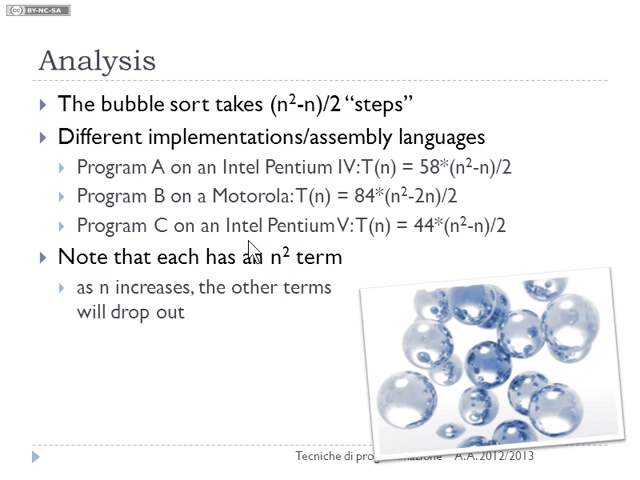 BY-NC-SA
Analysis
The bubble sort takes (n²-n)/2 “steps”
Different implementations/assembly languages
Program A on an Intel Pentium IV: T(n) = 58*(n²-n)/2
Program B on a Motorola: T(n) = 84*(n²-2n)/2
Program C on an Intel Pentium V: T(n) = 44*(n²-n)/2
Note that each has an n² term
as n increases, the other terms
will drop out
Tecniche di A.A. 2012/2013